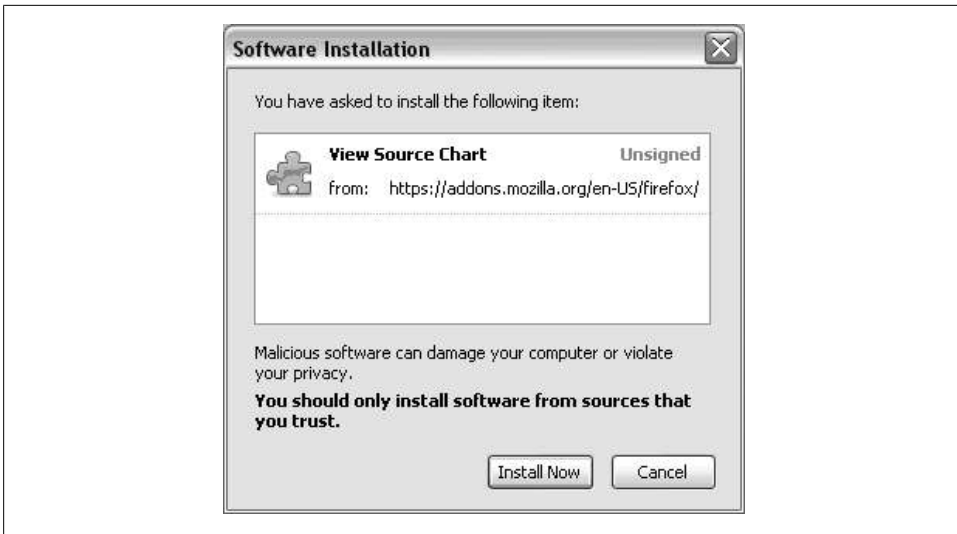 Software Installation
You have asked to install the following item:
View Source Chart Unsigned
from: https://addons.mozilla.org/en-US/firefox/
Malicious software can damage your computer or violate
your privacy.
You should only install software from sources that
you trust.
Install Now Cancel